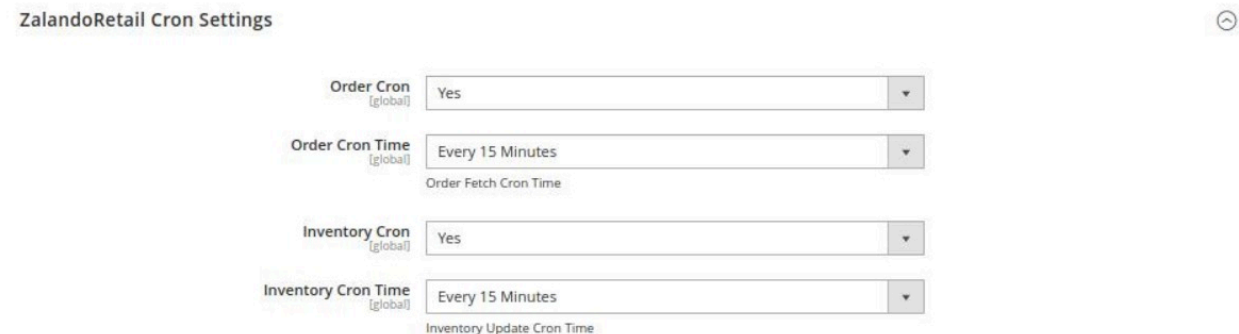 ZalandoRetail Cron Settings
Order Cron
[global]
Yes
Order Cron Time
[global]
Every 15 Minutes
Order Fetch Cron Time
Inventory Cron
[global]
Yes
Inventory Cron Time
[global]
Every 15 Minutes
Inventory Update Cron Time